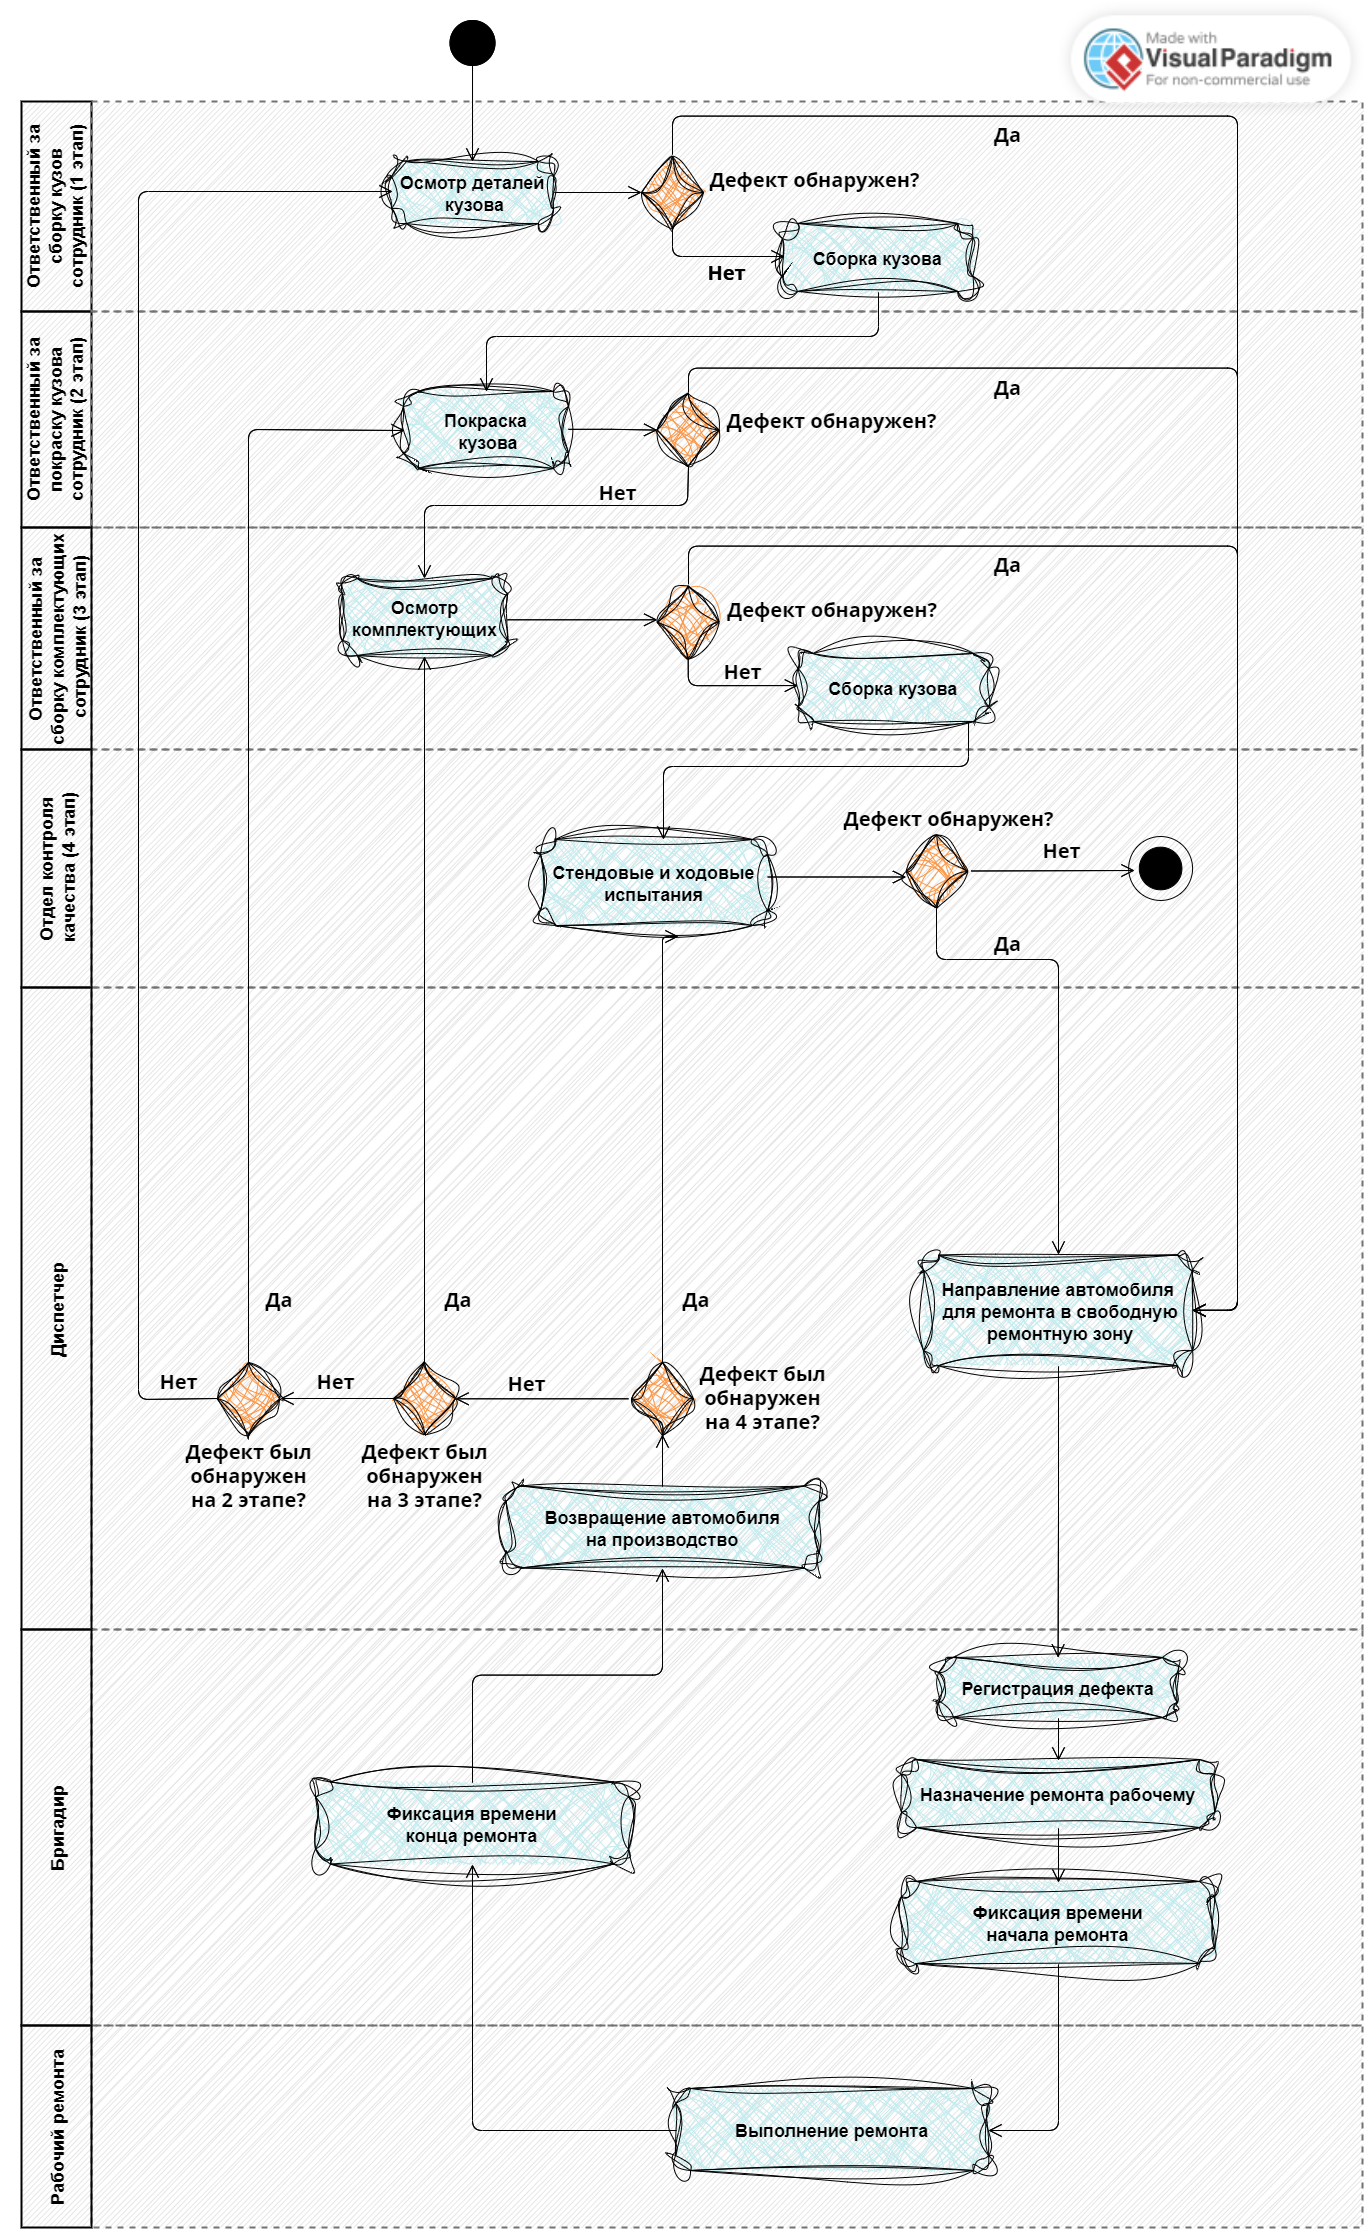 Made with
VisualParadigm
For non-commercial use
Ответственный за
сборку кузов
сотрудник (1 этап)
Осмотр деталей
кузова
Дефект обнаружен?
Да
Нет
Сборка кузова
Ответственный за
покраску кузова
сотрудник (2 этап)
Покраска
кузова
Дефект обнаружен?
Да
Нет
Ответственный за
сборку комплектующих
сотрудник (3 этап)
Осмотр
комплектующих
Дефект обнаружен?
Да
Нет
Сборка кузова
Отдел контроля
качества (4 этап)
Стендовые и ходовые
испытания
Дефект обнаружен?
Нет
Да
Диспетчер
Направление автомобиля
для ремонта в свободную
ремонтную зону
Да
Да
Да
Нет
Нет
Нет
Дефект был
обнаружен
на 4 этапе?
Дефект был
обнаружен
на 2 этапе?
Дефект был
обнаружен
на 3 этапе?
Возвращение автомобиля
на производство
Бригадир
Регистрация дефекта
Назначение ремонта рабочему
Фиксация времени
конца ремонта
Фиксация времени
начала ремонта
Рабочий ремонта
Выполнение ремонта